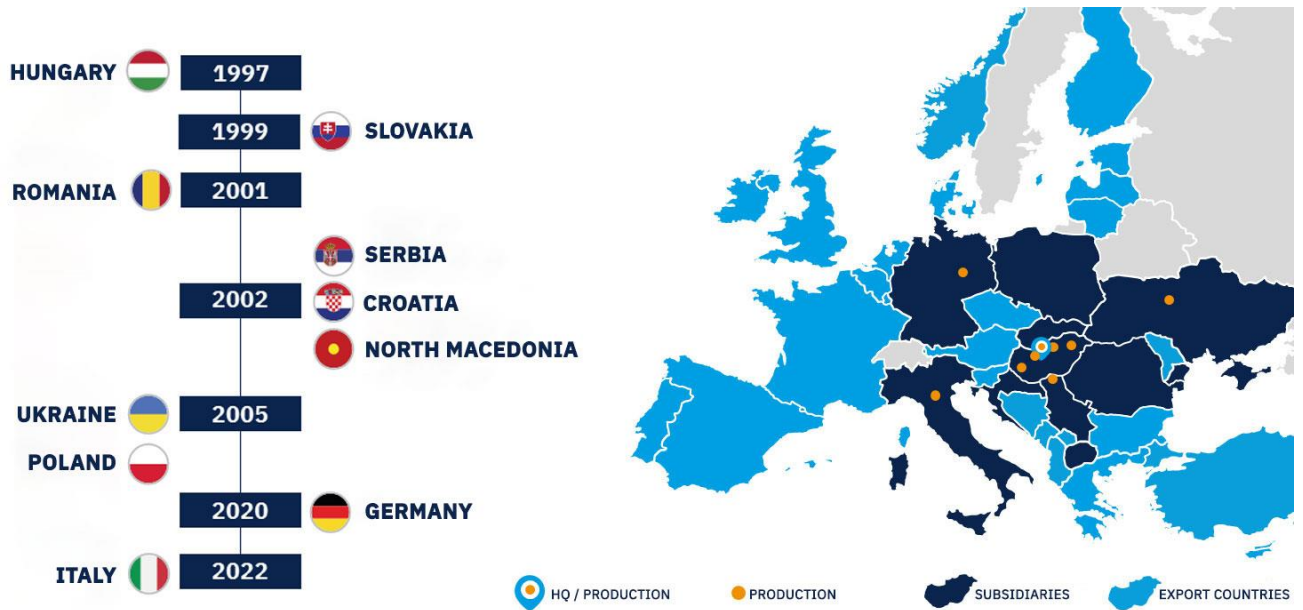 HUNGARY 1997
1999 SLOVAKIA
ROMANIA 2001
SERBIA
2002 CROATIA
NORTH MACEDONIA
UKRAINE 2005
POLAND
2020 GERMANY
ITALY 2022
HQ / PRODUCTION PRODUCTION SUBSIDIARIES EXPORT COUNTRIES